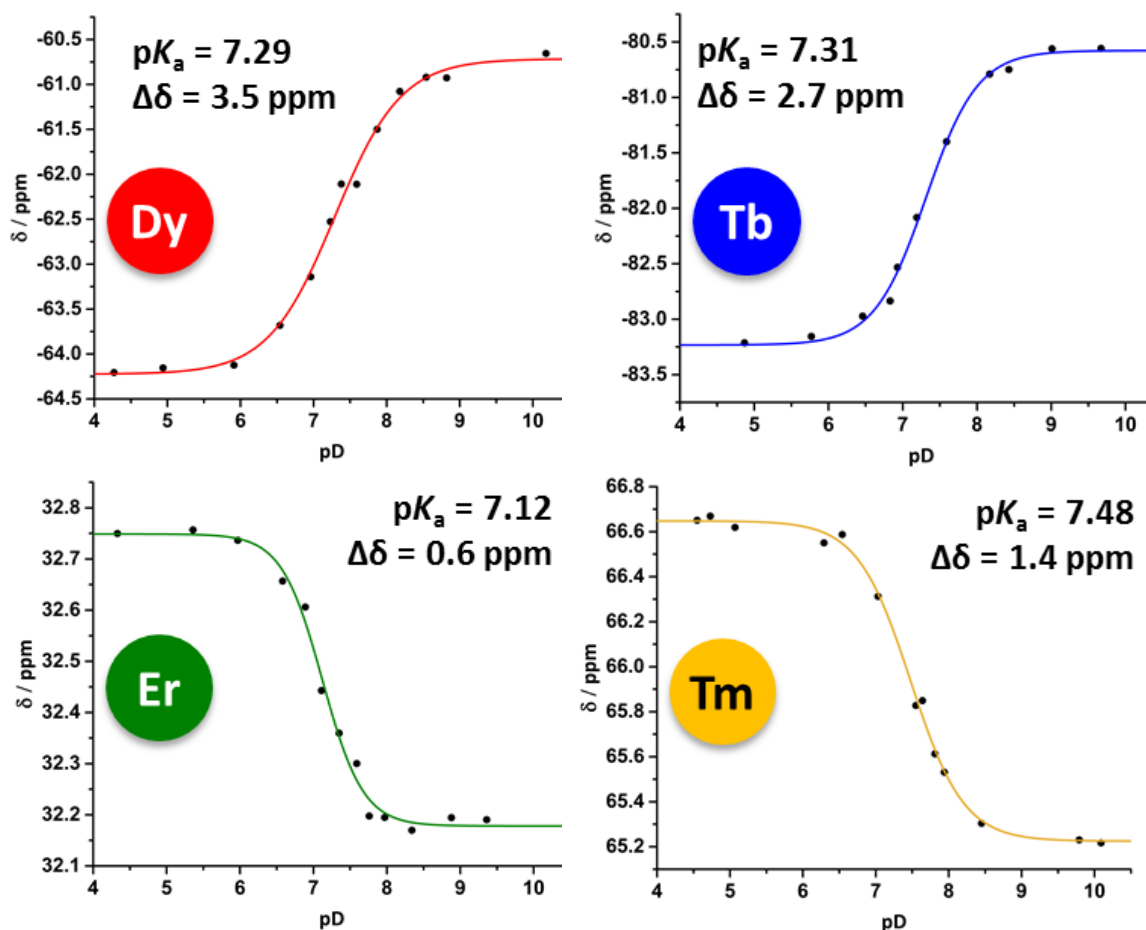 pKa = 7.29
Δδ = 3.5 ppm
Dy
δ / ppm
-60.5
-61.0
-61.5
-62.0
-62.5
-63.0
-63.5
-64.0
-64.5
4 5 6 7 8 9 10
pD
pKa = 7.31
Δδ = 2.7 ppm
Tb
δ / ppm
-80.5
-81.0
-81.5
-82.0
-82.5
-83.0
-83.5
4 5 6 7 8 9 10
pD
pKa = 7.12
Δδ = 0.6 ppm
Er
δ / ppm
32.8
32.7
32.6
32.5
32.4
32.3
32.2
32.1
4 5 6 7 8 9 10
pD
pKa = 7.48
Δδ = 1.4 ppm
Tm
δ / ppm
66.8
66.6
66.4
66.2
66.0
65.8
65.6
65.4
65.2
4 5 6 7 8 9 10
pD